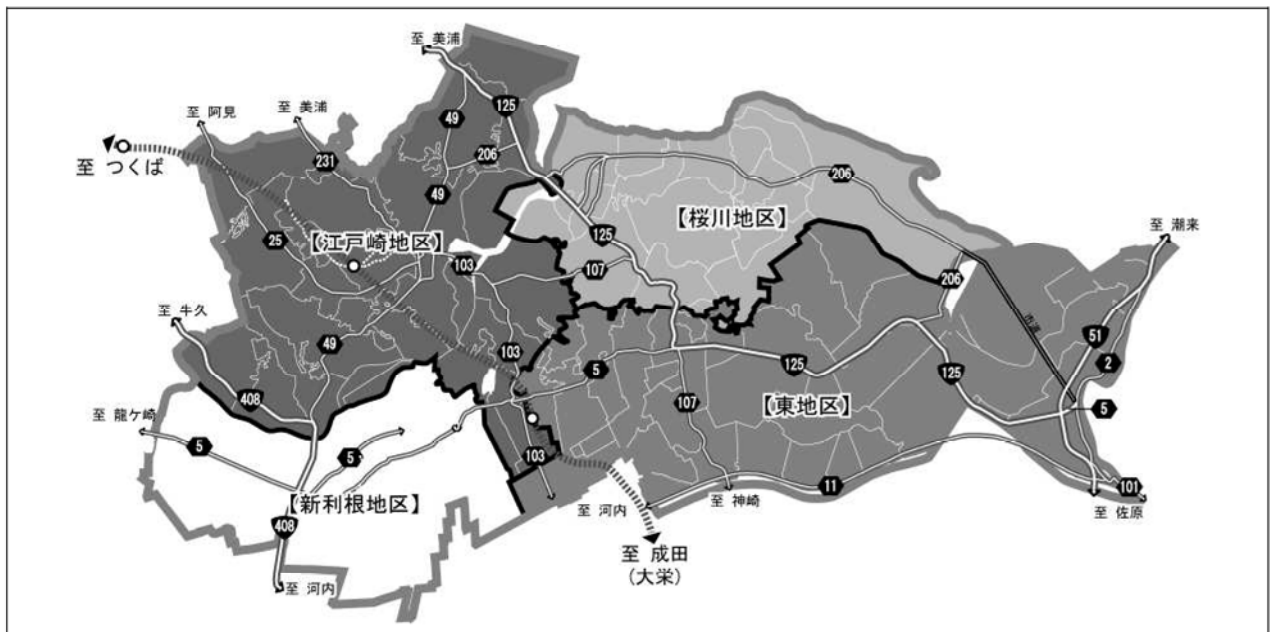 至 美浦
至 美浦
至 阿見
125
49
231
206
至 つくば
49
206
【桜川地区】
至 潮来
125
25
【江戸崎地区】
103
107
206
至 牛久
51
49
103
5
125
125
2
408
107
【東地区】
5
至 龍ケ崎
5
5
103
11
101
【新利根地区】
至 河内
至 神崎
至 佐原
408
至 成田
(大栄)
至 河内